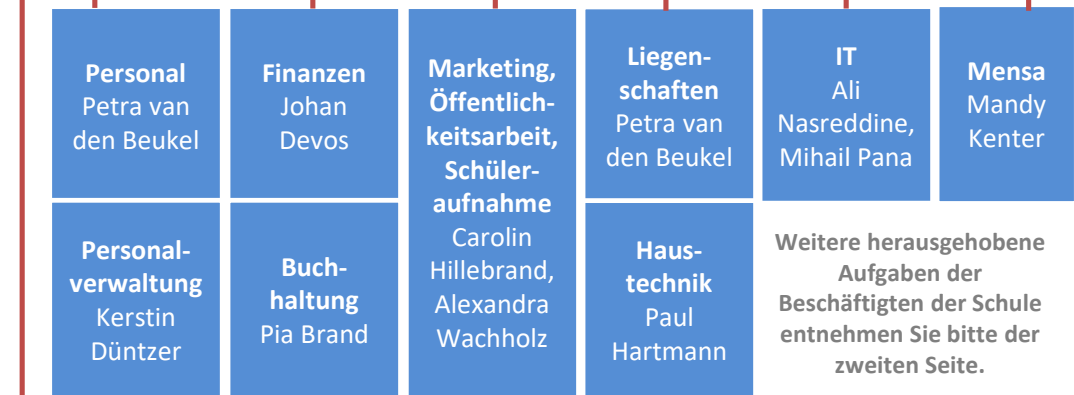 Personal
Petra van
den Beukel
Finanzen
Johan
Devos
Marketing,
Öffentlich-
keitsarbeit,
Schüler-
aufnahme
Carolin
Hillebrand,
Alexandra
Wachholz
Liegen-
schaften
Petra van
den Beukel
IT
Ali
Nasreddine,
Mihail Pana
Mensa
Mandy
Kenter
Personal-
verwaltung
Kerstin
Düntzer
Buch-
haltung
Pia Brand
Haus-
technik
Paul
Hartmann
Weitere herausgehobene
Aufgaben der
Beschäftigten der Schule
entnehmen Sie bitte der
zweiten Seite.